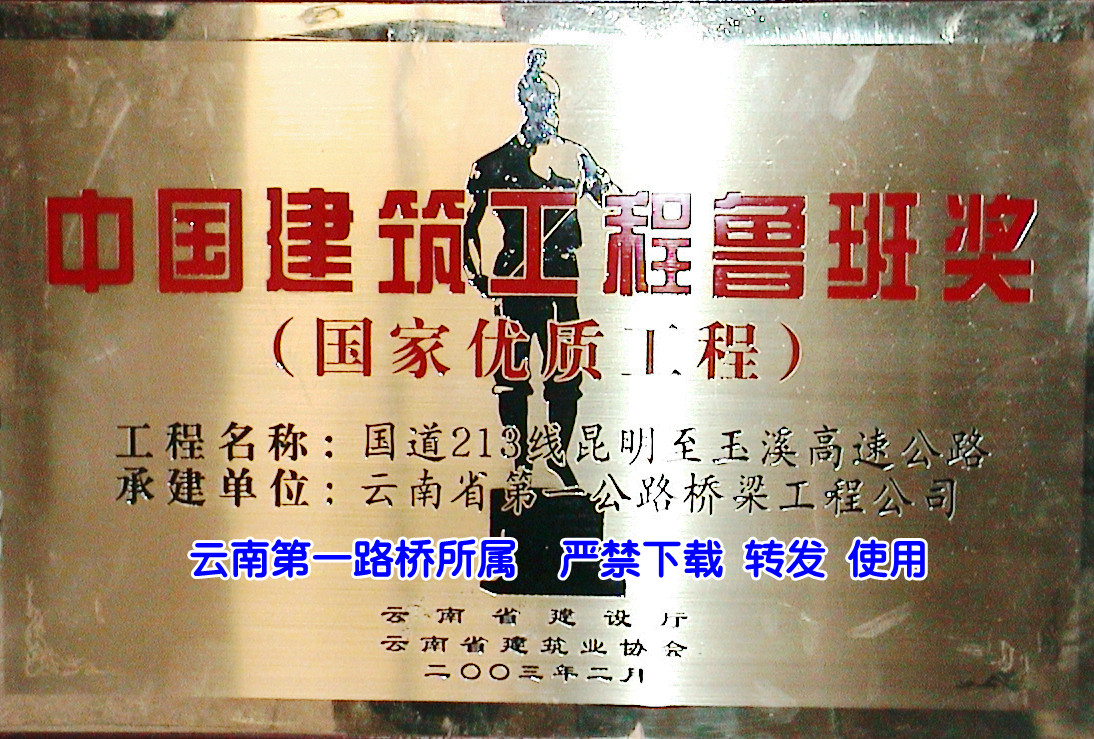 中国建筑工程鲁班奖
（国家优质工程）
工程名称：国道213线昆明至玉溪高速公路
承建单位：云南省第一公路桥梁工程公司
云南第一路桥所属 严禁下载 转发 使用
云南省建设厅
云南省建筑业协会
二〇〇三年二月